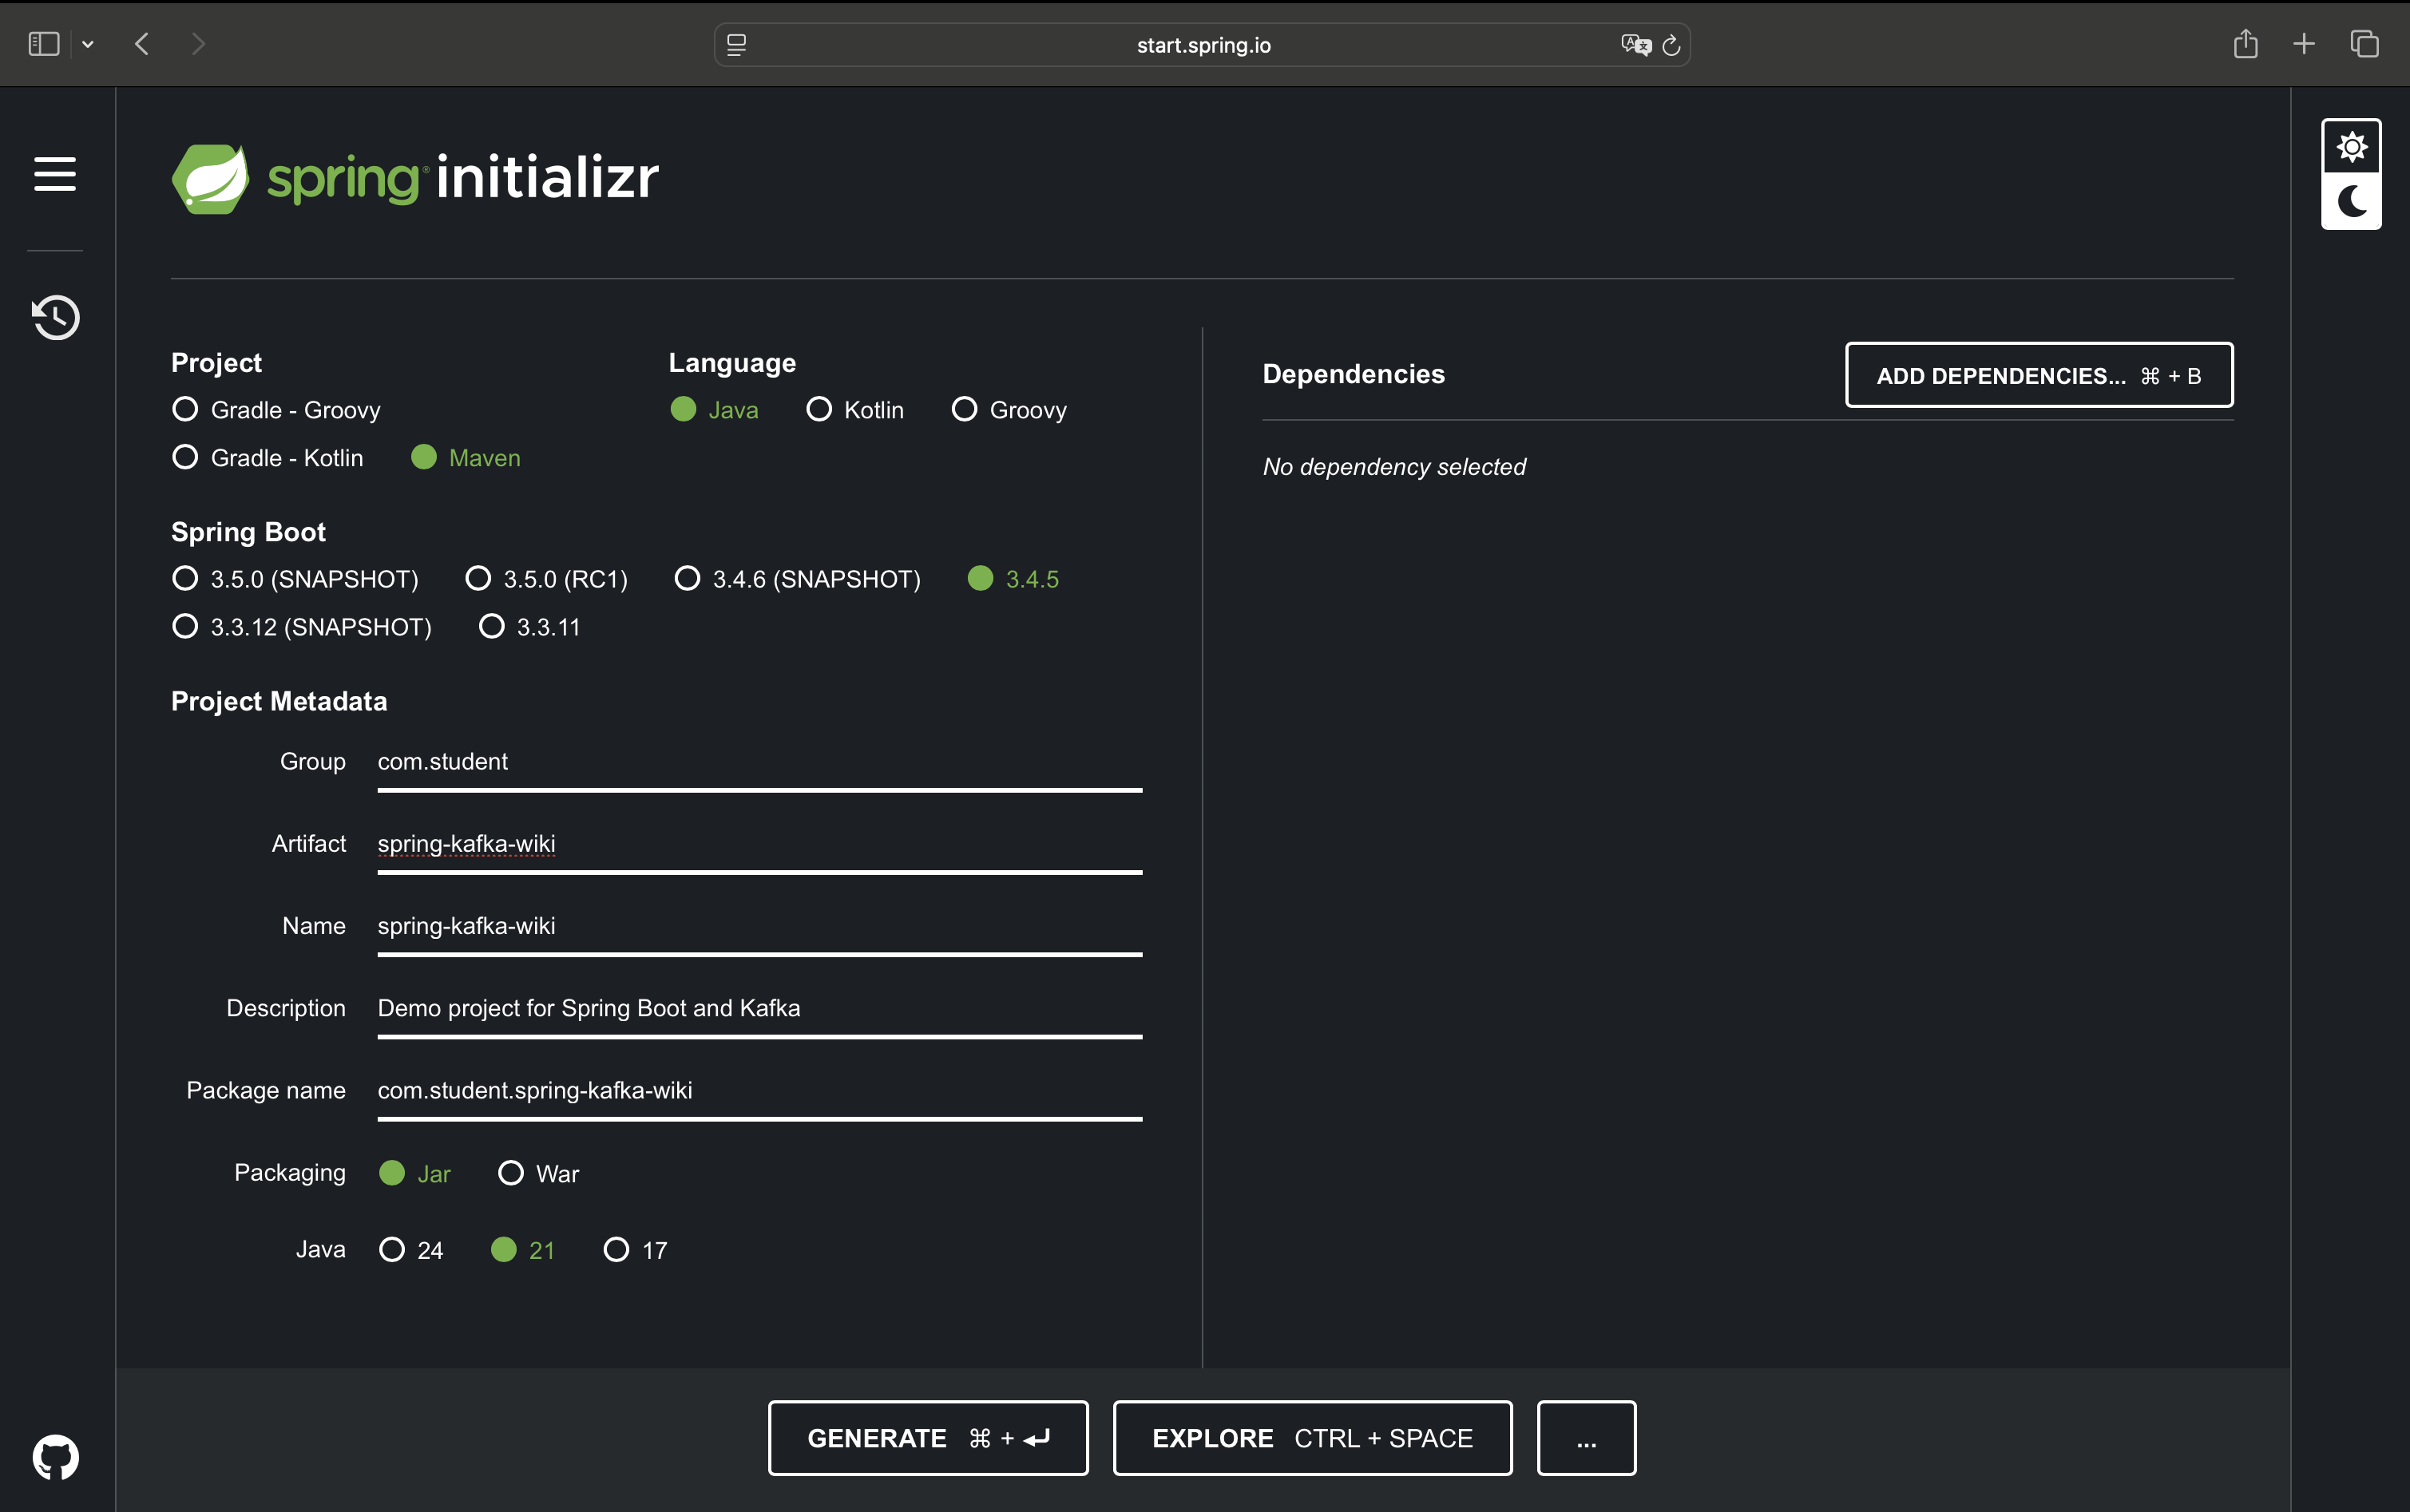 start.spring.io
spring initializr
Project
Gradle - Groovy
Gradle - Kotlin Maven
Language
Java Kotlin Groovy
Spring Boot
3.5.0 (SNAPSHOT) 3.5.0 (RC1) 3.4.6 (SNAPSHOT) 3.4.5
3.3.12 (SNAPSHOT) 3.3.11
Project Metadata
Group com.student
Artifact spring-kafka-wiki
Name spring-kafka-wiki
Description Demo project for Spring Boot and Kafka
Package name com.student.spring-kafka-wiki
Packaging Jar War
Java 24 21 17
Dependencies
ADD DEPENDENCIES... ⌘ + B
No dependency selected
GENERATE ⌘ + ⏎
EXPLORE CTRL + SPACE
...